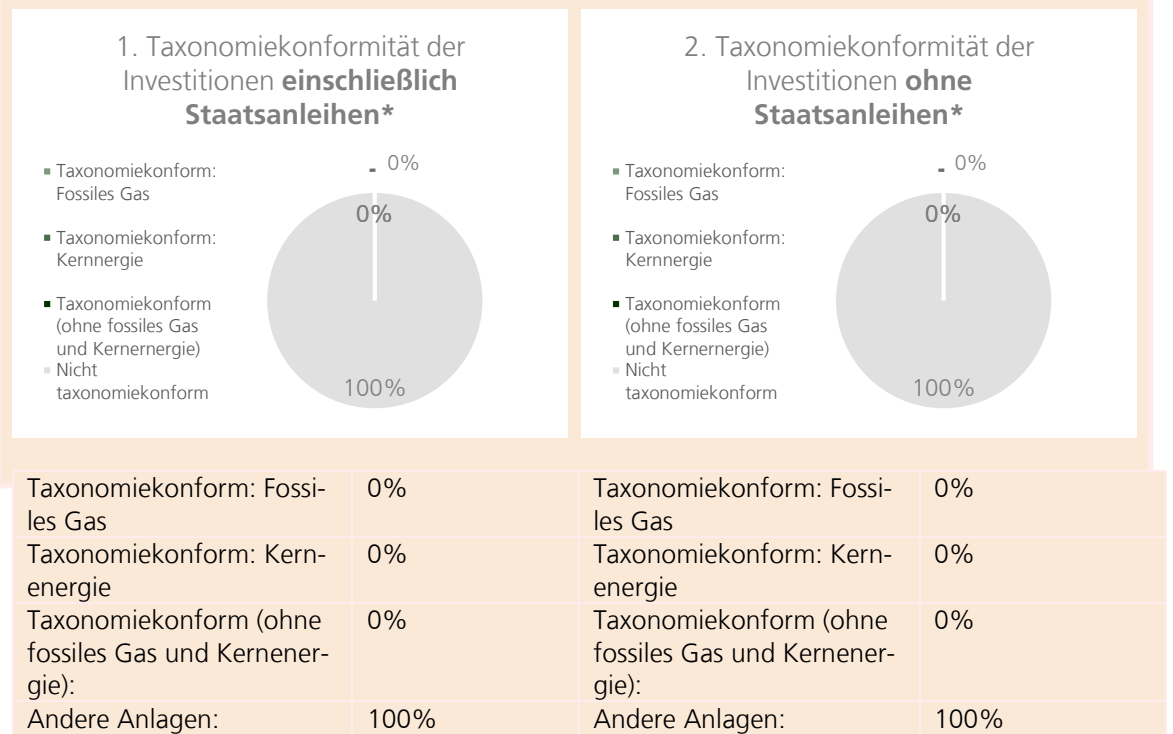 1. Taxonomiekonformität der
Investitionen einschließlich
Staatsanleihen*
Taxonomiekonform:
Fossiles Gas
Taxonomiekonform:
Kernnergie
Taxonomiekonform
(ohne fossiles Gas
und Kernernergie)
Nicht
taxonomiekonform
- 0%
0%
100%
2. Taxonomiekonformität der
Investitionen ohne
Staatsanleihen*
Taxonomiekonform:
Fossiles Gas
Taxonomiekonform:
Kernnergie
Taxonomiekonform
(ohne fossiles Gas
und Kernernergie)
Nicht
taxonomiekonform
- 0%
0%
100%
Taxonomiekonform: Fossi- 0% Taxonomiekonform: Fossi- 0%
les Gas les Gas
Taxonomiekonform: Kern- 0% Taxonomiekonform: Kern- 0%
energie energie
Taxonomiekonform (ohne 0% Taxonomiekonform (ohne 0%
fossiles Gas und Kernener- fossiles Gas und Kernener-
gie): gie):
Andere Anlagen: 100% Andere Anlagen: 100%